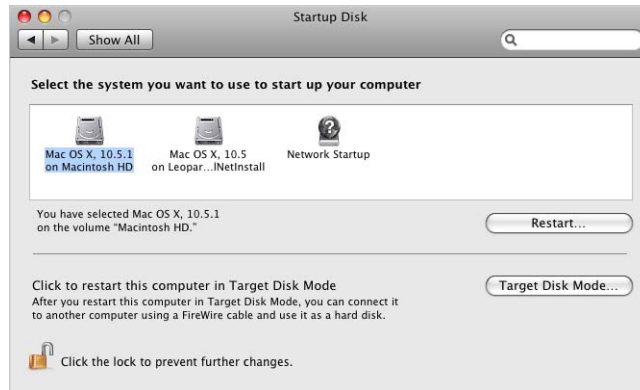 Startup Disk
Show All
Select the system you want to use to start up your computer
Mac OS X, 10.5.1
on Macintosh HD
Mac OS X, 10.5
on Leopar...lNetInstall
Network Startup
You have selected Mac OS X, 10.5.1
on the volume “Macintosh HD.”
Restart...
Click to restart this computer in Target Disk Mode
After you restart this computer in Target Disk Mode, you can connect it
to another computer using a FireWire cable and use it as a hard disk.
Target Disk Mode...
Click the lock to prevent further changes.